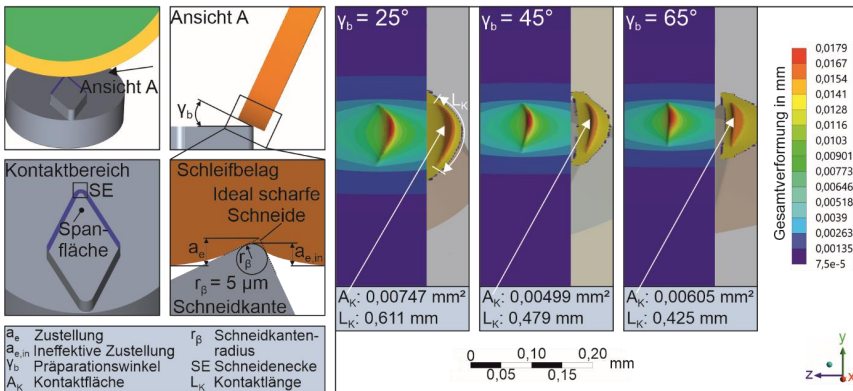 Ansicht A
Ansicht A
γb
Kontaktbereich
SE
Span-
fläche
Schleifbelag
Ideal scharfe
Schneide
ae
rβ
ae,in
rβ = 5 µm
Schneidkante
ae Zustellung
ae,in Ineffektive Zustellung
γb Präparationswinkel
AK Kontaktfläche
rβ Schneidkanten-
radius
SE Schneidenecke
LK Kontaktlänge
γb = 25°
LK
AK: 0,00747 mm²
LK: 0,611 mm
γb = 45°
AK: 0,00499 mm²
LK: 0,479 mm
γb = 65°
AK: 0,00605 mm²
LK: 0,425 mm
0 0,10 0,20
mm
0,05 0,15
Gesamtverformung in mm
0,0179
0,0167
0,0154
0,0141
0,0128
0,0116
0,0103
0,00901
0,00773
0,00646
0,00518
0,0039
0,00263
0,00135
7,5e-5
y
z
x